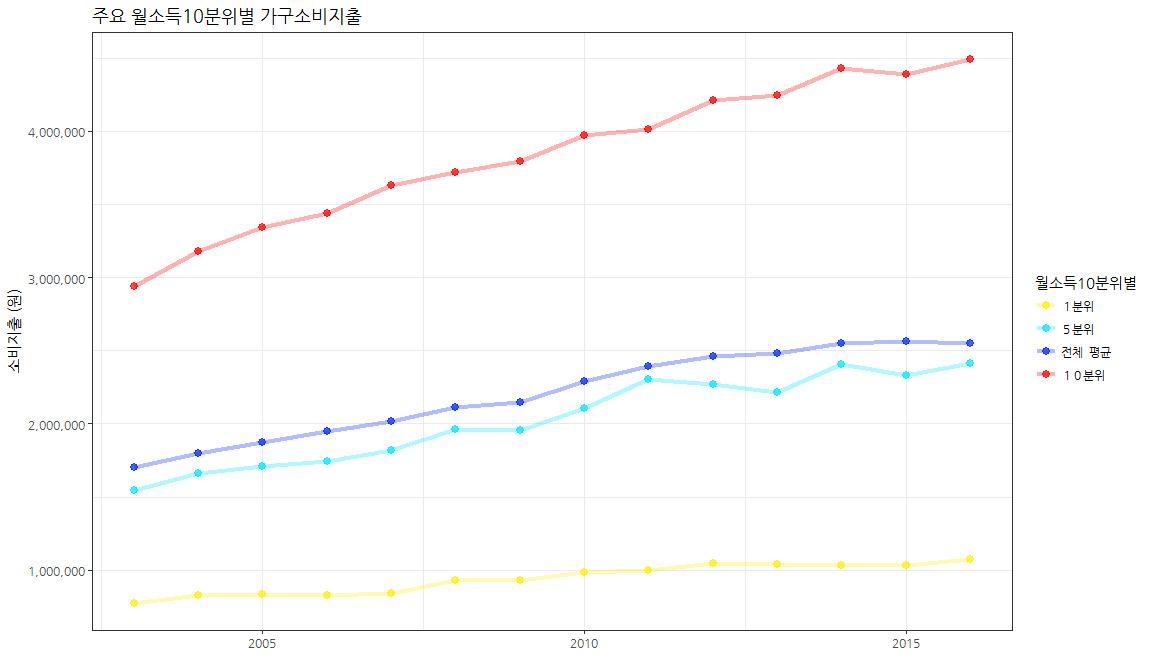 주요 월소득10분위별 가구소비지출
소비지출 (원)
4,000,000
3,000,000
2,000,000
1,000,000
2005
2010
2015
월소득10분위별
1분위
5분위
전체 평균
10분위